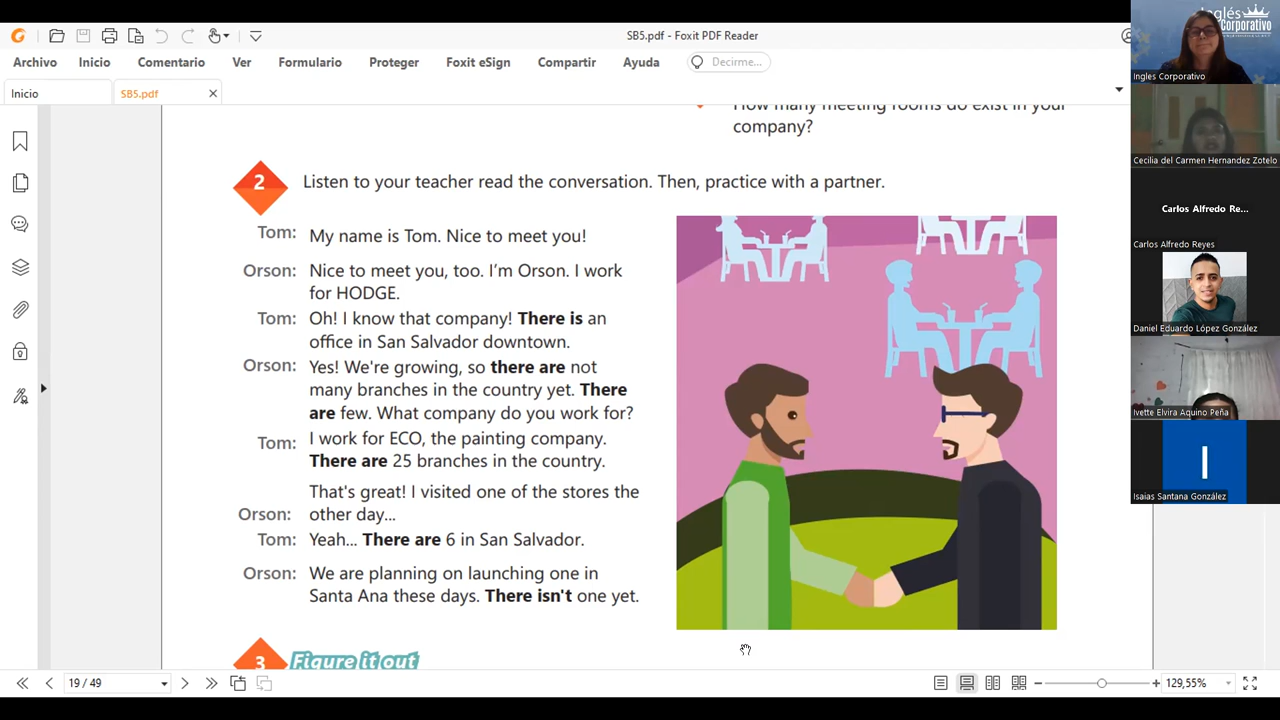 SB5.pdf - Foxit PDF Reader
Archivo Inicio Comentario Ver Formulario Proteger Foxit eSign Compartir Ayuda Decirme...
Inicio SB5.pdf
How many meeting rooms do exist in your
company?
2 Listen to your teacher read the conversation. Then, practice with a partner.
Tom: My name is Tom. Nice to meet you!
Orson: Nice to meet you, too. I'm Orson. I work
for HODGE.
Tom: Oh! I know that company! There is an
office in San Salvador downtown.
Orson: Yes! We're growing, so there are not
many branches in the country yet. There
are few. What company do you work for?
Tom: I work for ECO, the painting company.
There are 25 branches in the country.
That's great! I visited one of the stores the
Orson: other day...
Tom: Yeah... There are 6 in San Salvador.
Orson: We are planning on launching one in
Santa Ana these days. There isn't one yet.
3 Figure it out
19 / 49
129,55%
Inglés
Corporativo
Ingles Corporativo
Cecilia del Carmen Hernandez Zotelo
Carlos Alfredo Re...
Carlos Alfredo Reyes
Daniel Eduardo López González
Ivette Elvira Aquino Peña
I
Isaias Santana González